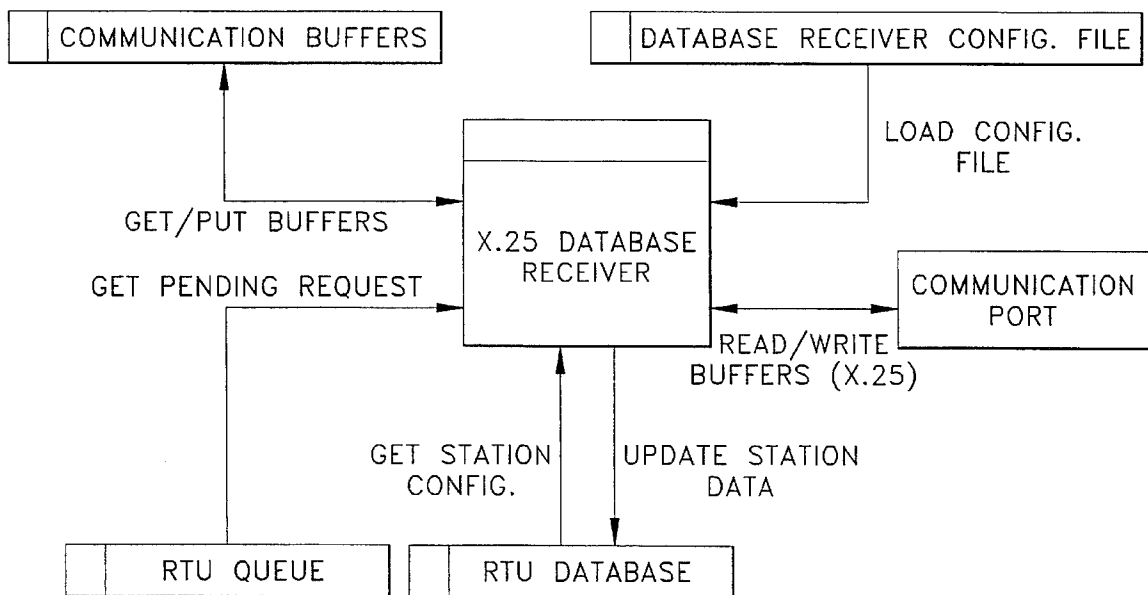 COMMUNICATION BUFFERS
DATABASE RECEIVER CONFIG. FILE
LOAD CONFIG.
FILE
GET/PUT BUFFERS
X.25 DATABASE
RECEIVER
GET PENDING REQUEST
COMMUNICATION
PORT
READ/WRITE
BUFFERS (X.25)
GET STATION
CONFIG.
UPDATE STATION
DATA
RTU QUEUE
RTU DATABASE